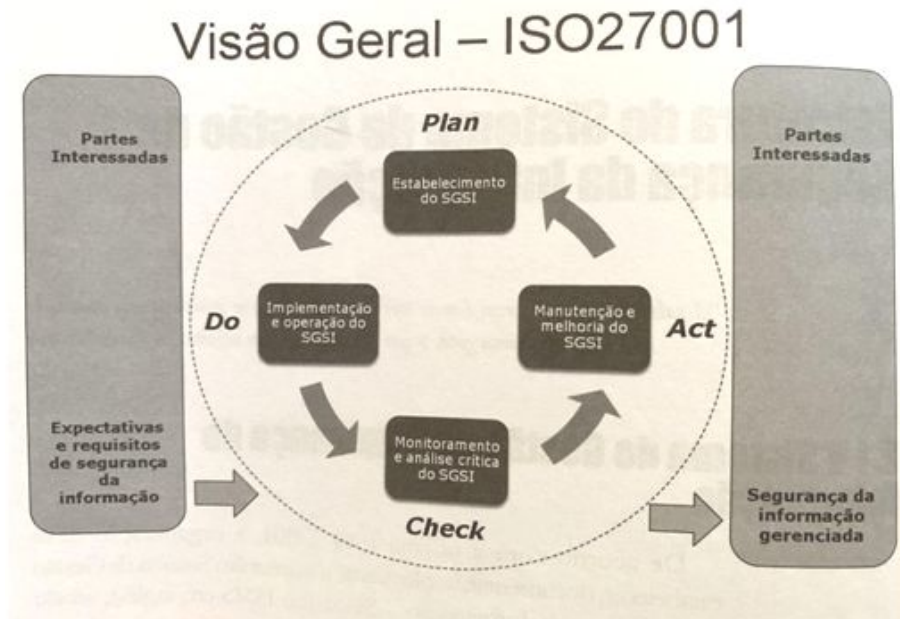 Visão Geral – ISO27001
Partes
Interessadas
Expectativas
e requisitos
de segurança
da
informação
Plan
Estabelecimento
do SGSI
Do
Implementação
e operação do
SGSI
Manutenção e
melhoria do
SGSI
Act
Monitoramento
e análise crítica
do SGSI
Check
Partes
Interessadas
Segurança da
informação
gerenciada